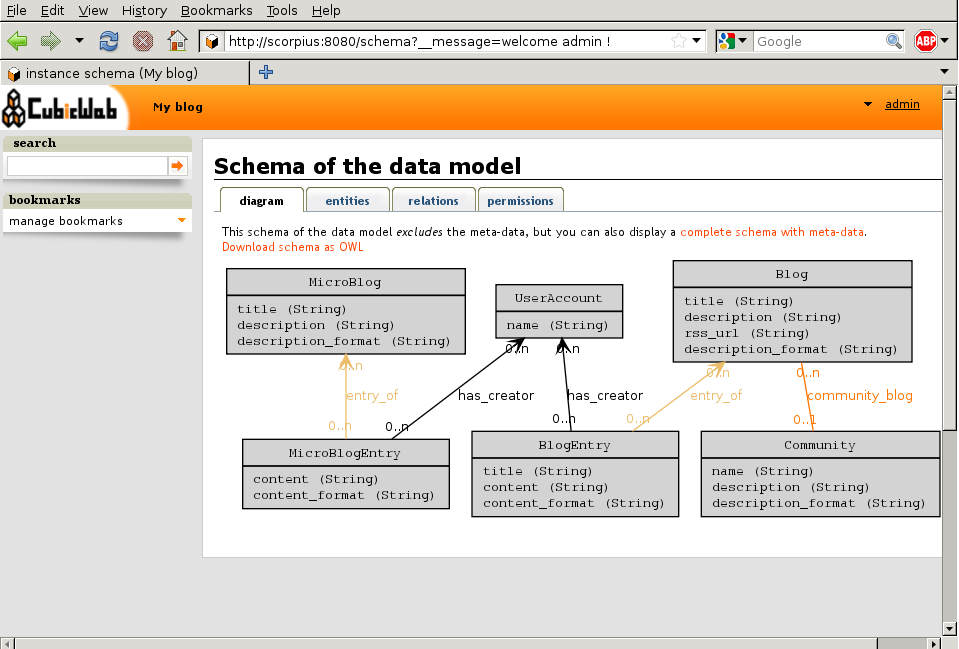 File Edit View History Bookmarks Tools Help
http://scorpius:8080/schema?__message=welcome admin !
Google
ABP
instance schema (My blog)
CubicWeb
My blog
admin
search
bookmarks
manage bookmarks
Schema of the data model
diagram entities relations permissions
This schema of the data model excludes the meta-data, but you can also display a complete schema with meta-data.
Download schema as OWL
MicroBlog
title (String)
description (String)
description_format (String)
UserAccount
name (String)
Blog
title (String)
description (String)
rss_url (String)
description_format (String)
0..n 0..n 0..n 0..n 0..n
entry_of has_creator has_creator entry_of community_blog
0..n 0..n 0..n 0..n 0..1
MicroBlogEntry
content (String)
content_format (String)
BlogEntry
title (String)
content (String)
content_format (String)
Community
name (String)
description (String)
description_format (String)